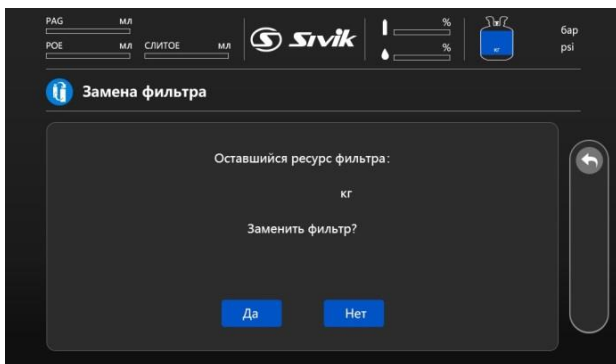 PAG мл
POE мл СЛИТОЕ мл
Sivik
%
%
кг
бар
psi
Замена фильтра
Оставшийся ресурс фильтра:
кг
Заменить фильтр?
Да Нет